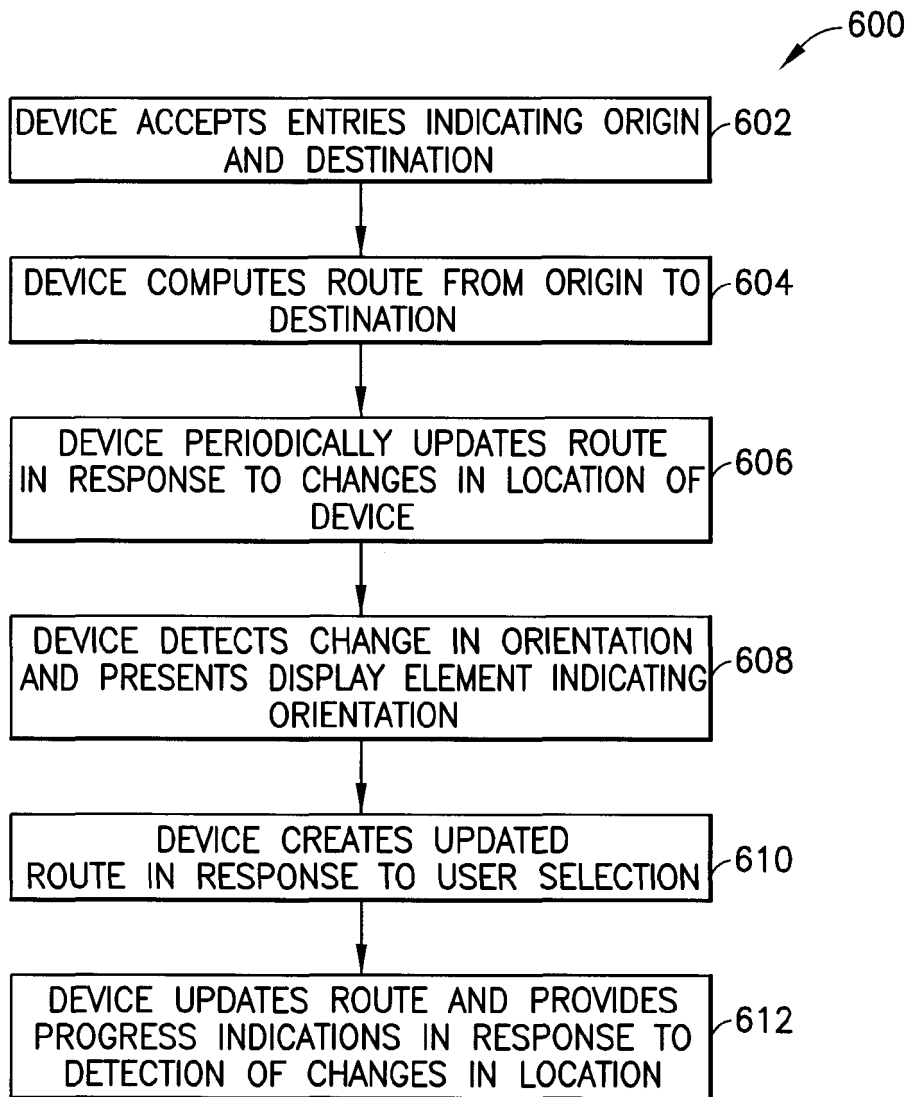 600
DEVICE ACCEPTS ENTRIES INDICATING ORIGIN
AND DESTINATION
602
DEVICE COMPUTES ROUTE FROM ORIGIN TO
DESTINATION
604
DEVICE PERIODICALLY UPDATES ROUTE
IN RESPONSE TO CHANGES IN LOCATION OF
DEVICE
606
DEVICE DETECTS CHANGE IN ORIENTATION
AND PRESENTS DISPLAY ELEMENT INDICATING
ORIENTATION
608
DEVICE CREATES UPDATED
ROUTE IN RESPONSE TO USER SELECTION
610
DEVICE UPDATES ROUTE AND PROVIDES
PROGRESS INDICATIONS IN RESPONSE TO
DETECTION OF CHANGES IN LOCATION
612